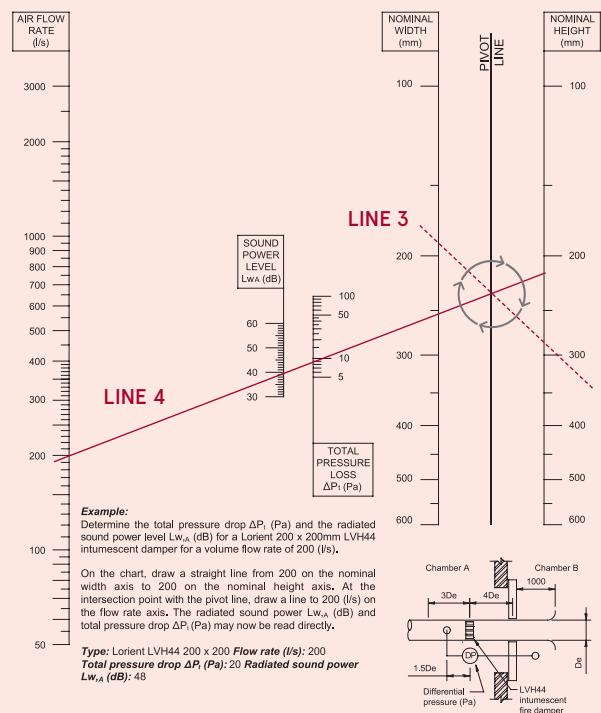 AIR FLOW
RATE
(l/s)
3000
2000
1000
900
800
700
600
500
400
300
200
100
50
LINE 4
SOUND
POWER
LEVEL
LWA (dB)
60
50
40
30
100
50
10
5
TOTAL
PRESSURE
LOSS
ΔPt (Pa)
LINE 3
NOMINAL
WIDTH
(mm)
100
200
300
400
500
600
PIVOT
LINE
NOMINAL
HEIGHT
(mm)
100
200
300
400
500
600
Example:
Determine the total pressure drop ΔPt (Pa) and the radiated
sound power level Lw,A (dB) for a Lorient 200 x 200mm LVH44
intumescent damper for a volume flow rate of 200 (l/s).
On the chart, draw a straight line from 200 on the nominal
width axis to 200 on the nominal height axis. At the
intersection point with the pivot line, draw a line to 200 (l/s) on
the flow rate axis. The radiated sound power Lw,A (dB) and
total pressure drop ΔPt (Pa) may now be read directly.
Type: Lorient LVH44 200 x 200 Flow rate (l/s): 200
Total pressure drop ΔPt (Pa): 20 Radiated sound power
Lw,A (dB): 48
Chamber A
Chamber B
3De
4De
1000
De
1.5De
DP
Differential
pressure (Pa)
LVH44
intumescent
fire damper